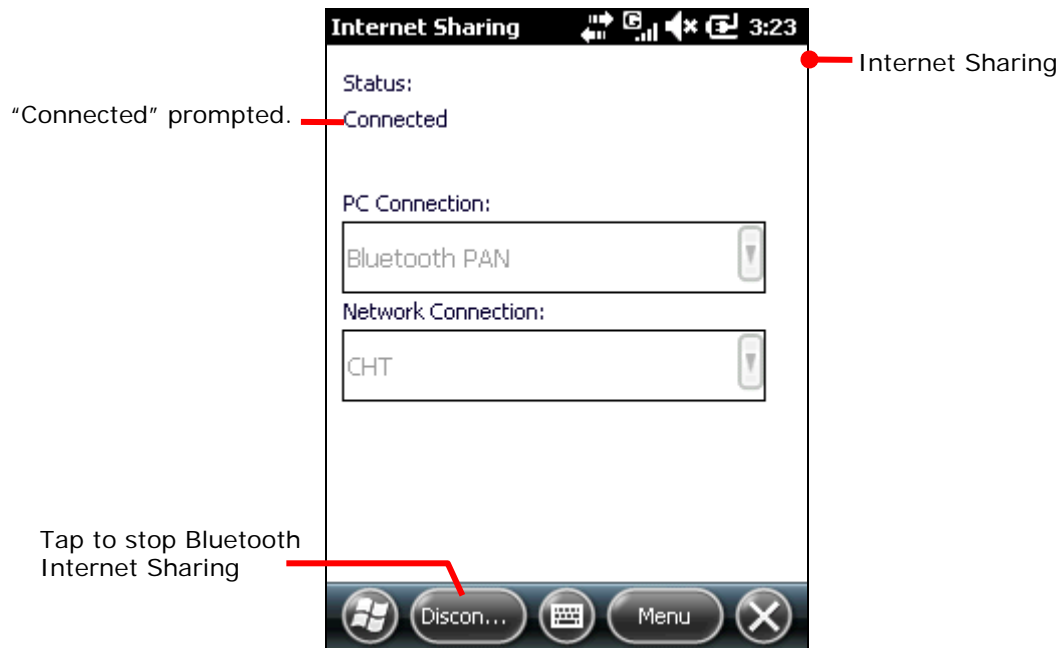 Internet Sharing G 3:23
Internet Sharing
Status:
“Connected” prompted.
Connected
PC Connection:
Bluetooth PAN
Network Connection:
CHT
Tap to stop Bluetooth
Internet Sharing
Discon... Menu